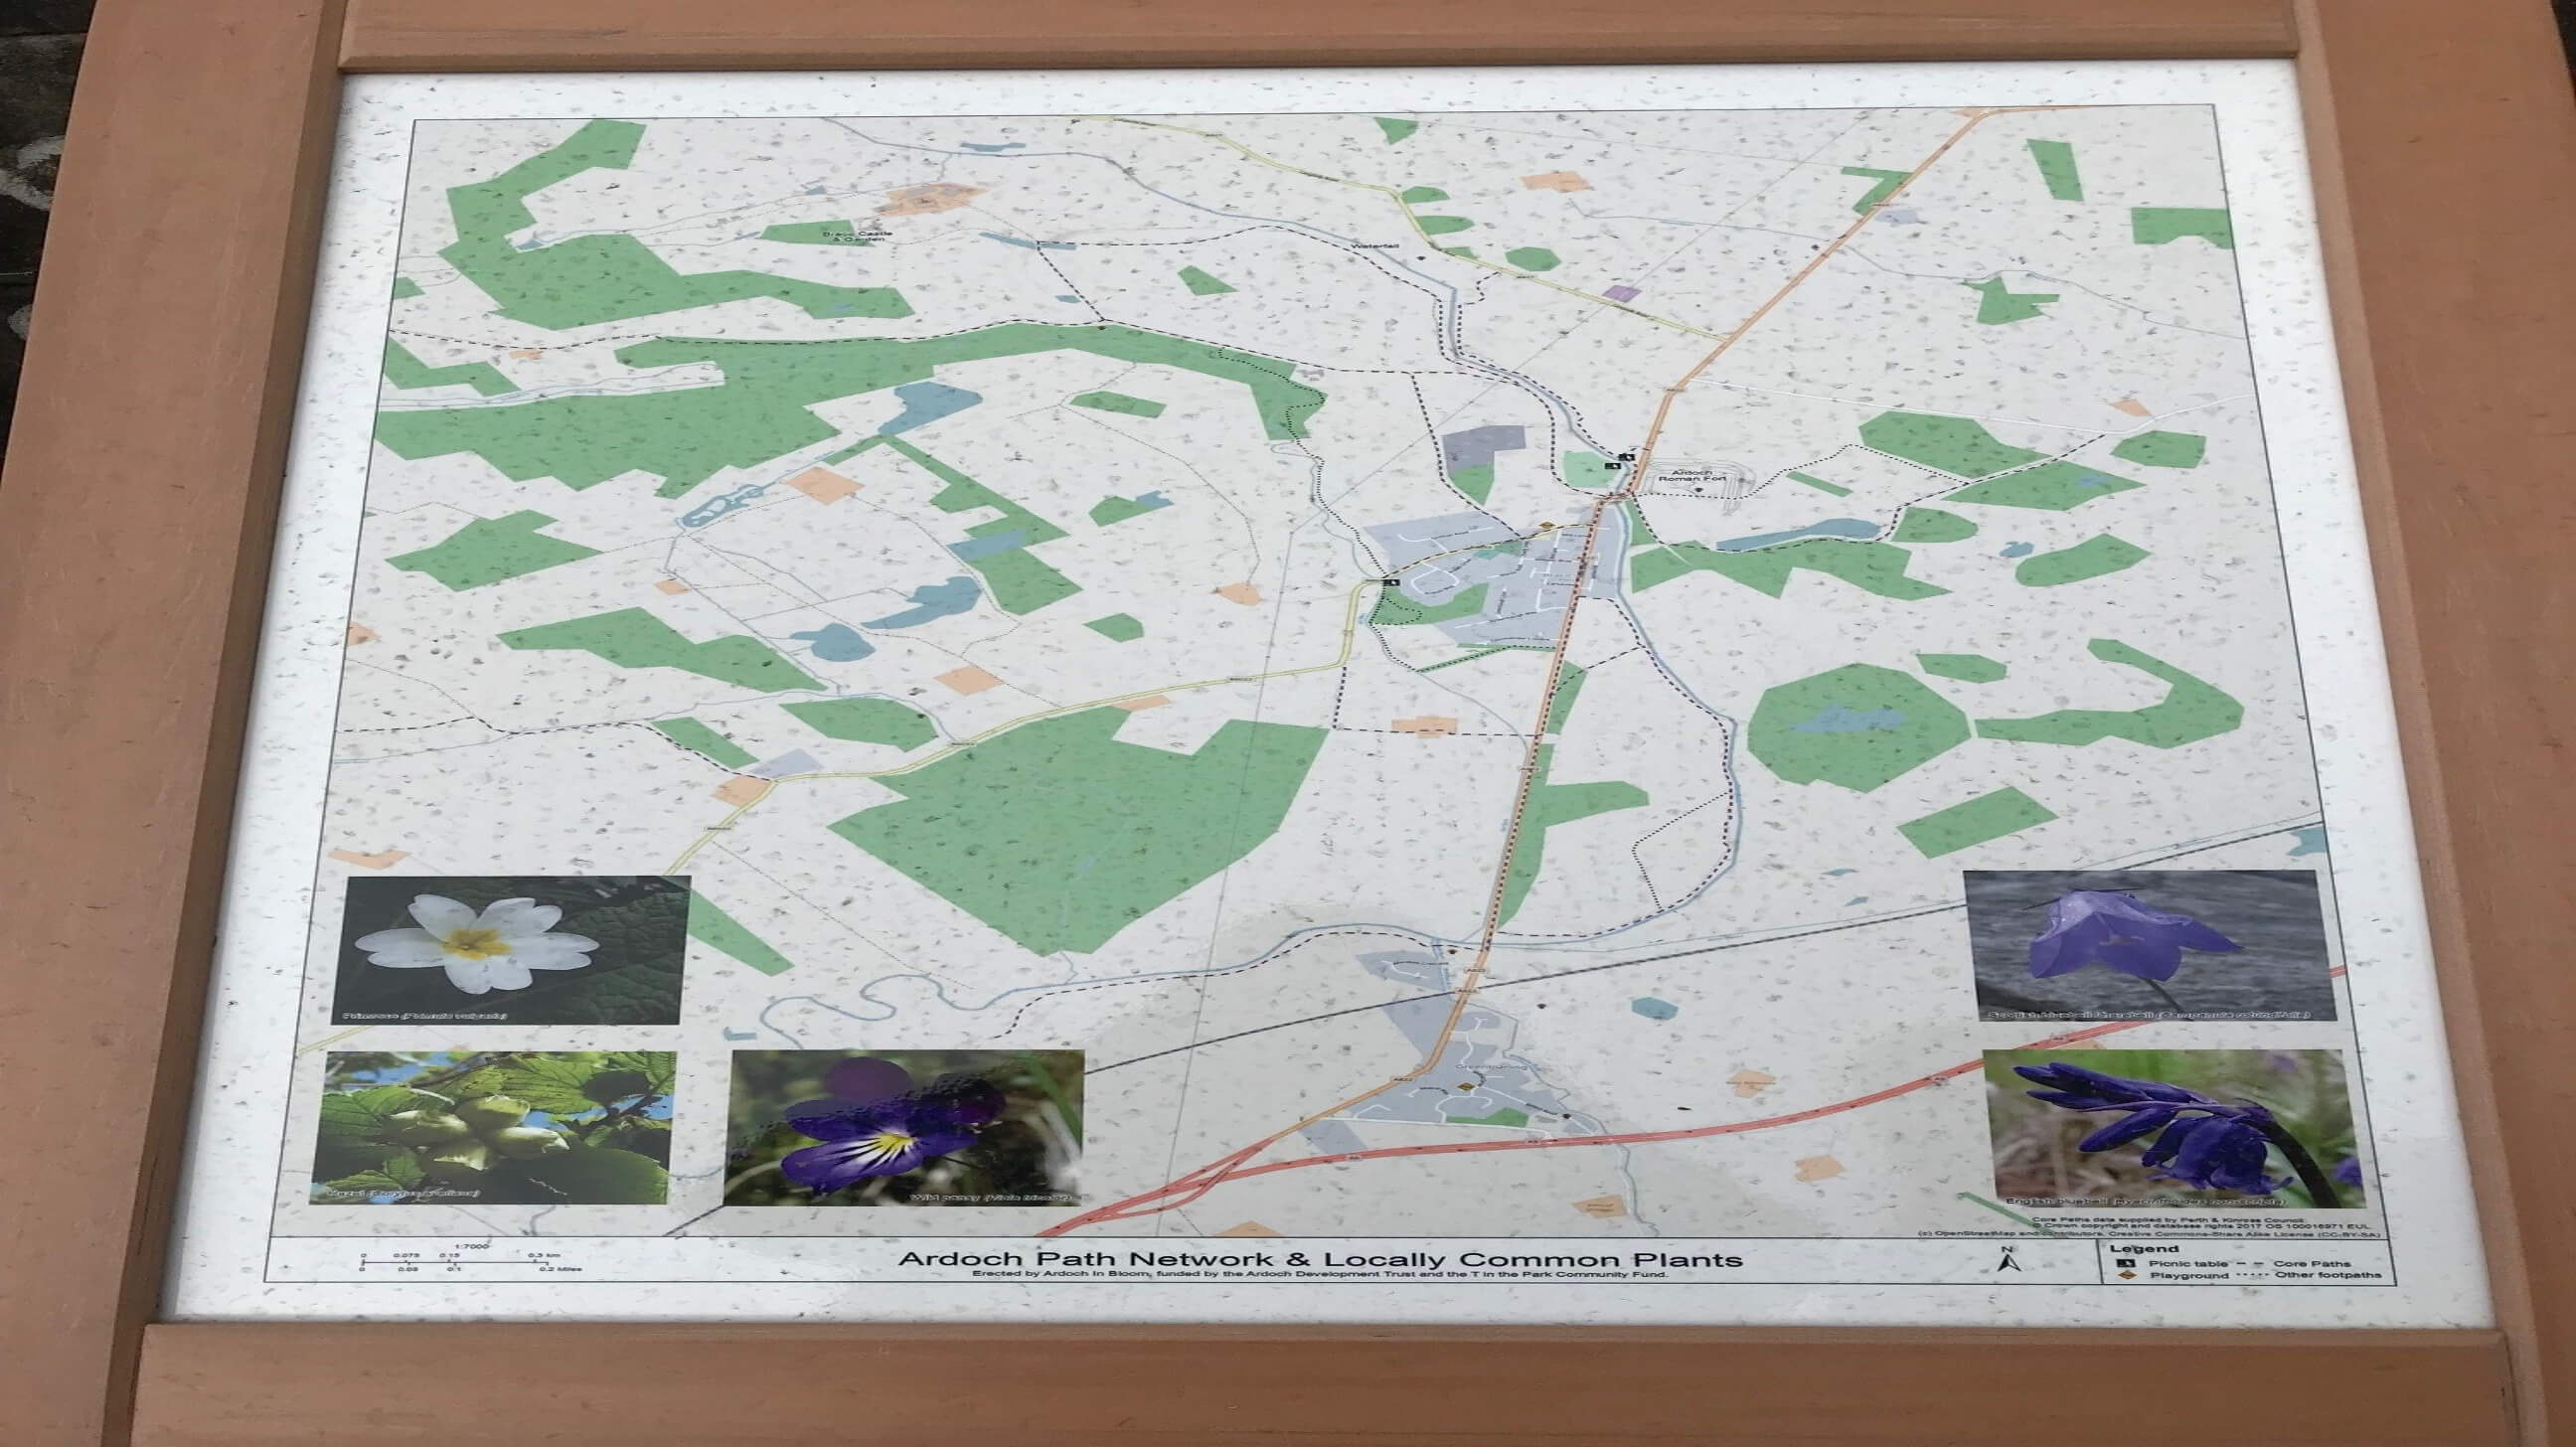 Drace Castle
& Garden
Waterfall
Ardoch
Roman Fort
Greenloaning
Primrose (Primula vulgaris)
Hazel (Corylus avellana)
Wild pansy (Viola tricolor)
Scottish bluebell/Harebell (Campanula rotundifolia)
English bluebell (Hyacinthoides non-scripta)
Core Paths data supplied by Perth & Kinross Council.
© Crown copyright and database rights 2017 OS 100016971 EUL.
(c) OpenStreetMap and contributors, Creative Commons-Share Alike License (CC-BY-SA)
1:7000
0 0.075 0.15 0.3 km
0 0.05 0.1 0.2 Miles
Ardoch Path Network & Locally Common Plants
Erected by Ardoch In Bloom, funded by the Ardoch Development Trust and the T in the Park Community Fund.
N
Legend
Picnic table Core Paths
Playground Other footpaths